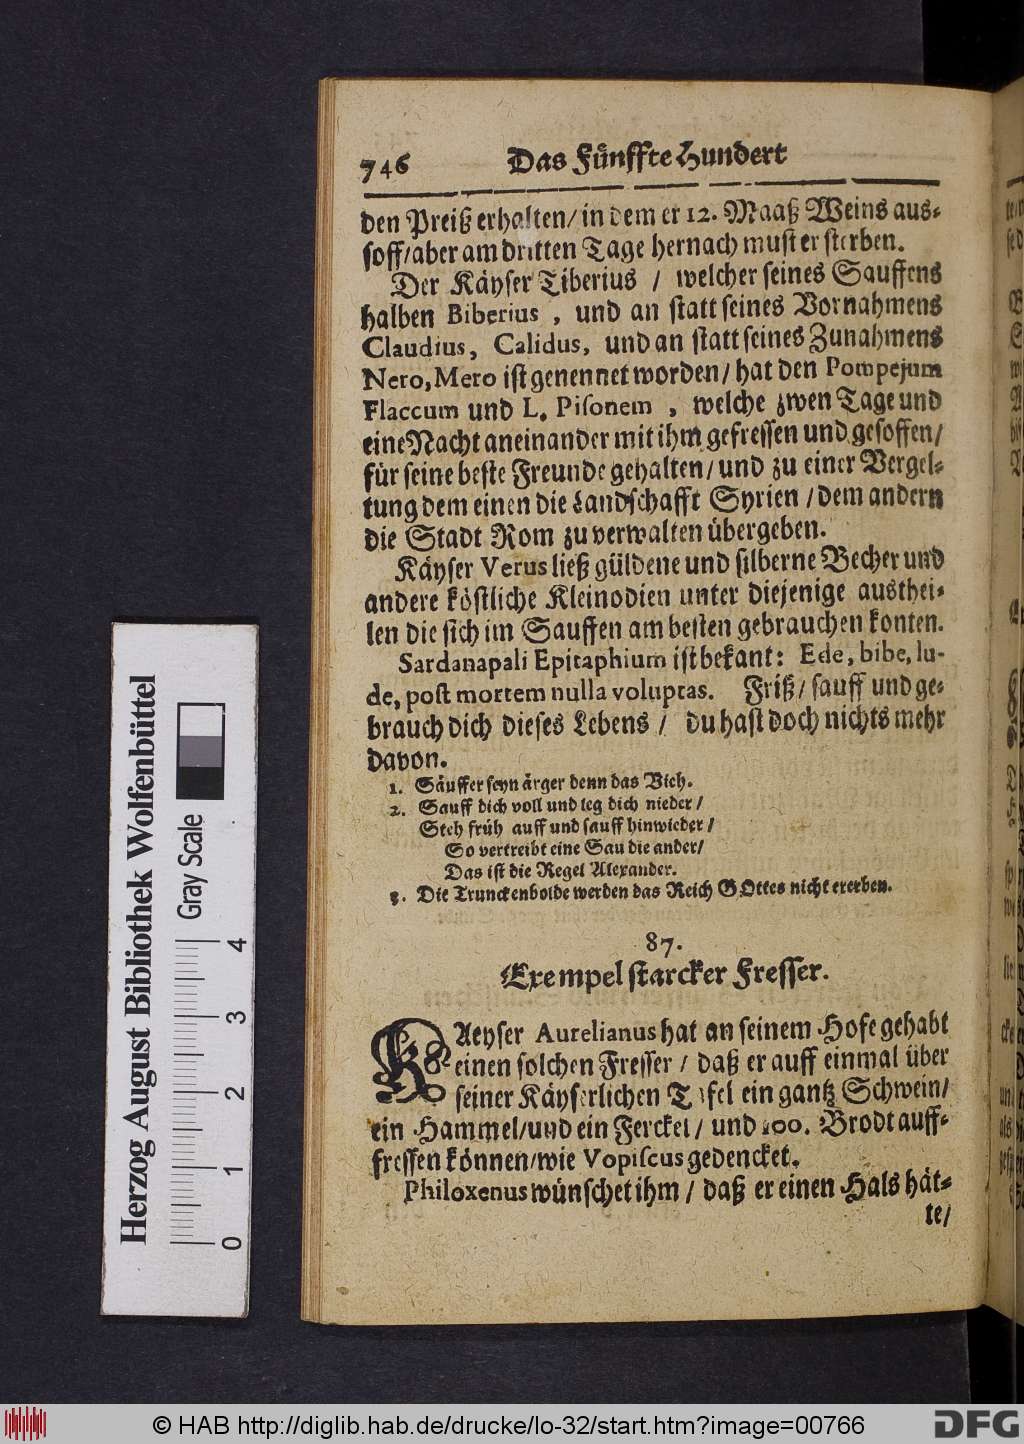 746 Das Fünffte Hundert
den Preiß erhalten/ in dem er 12. Maaß Weins aus-
soff/ aber am dritten Tage hernach must er sterben.
Der Käyser Tiberius / welcher seines Sauffens
halben Biberius , und an statt seines Vornahmens
Claudius, Calidus, und an statt seines Zunahmens
Nero, Mero ist genennet worden/ hat den Pompejum
Flaccum und L. Pisonem , welche zwen Tage und
eine Nacht aneinander mit ihm gefressen und gesoffen/
für seine beste Freunde gehalten/ und zu einer Vergel-
tung dem einen die Landschafft Syrien / dem andern
die Stadt Rom zu verwalten übergeben.
Käyser Verus ließ güldene und silberne Becher und
andere köstliche Kleinodien unter diejenige austhei-
len die sich im Sauffen am besten gebrauchen konten.
Sardanapali Epitaphium ist bekant: Ede, bibe, lu-
de, post mortem nulla voluptas. Friß/ sauff und ge-
brauch dich dieses Lebens / du hast doch nichts mehr
davon.
1. Säuffer seyn ärger denn das Vieh.
2. Sauff dich voll und leg dich nieder /
Steh früh auff und sauff hinwieder /
So vertreibt eine Sau die ander/
Das ist die Regel Alexander.
3. Die Trunckenbolde werden das Reich GOttes nicht ererben.
87.
Exempel starcker Fresser.
KAeyser Aurelianus hat an seinem Hofe gehabt
einen solchen Fresser / daß er auff einmal über
seiner Käyserlichen Tafel ein gantz Schwein/
ein Hammel/ und ein Ferckel / und 100. Brodt auff-
fressen können/ wie Vopiscus gedencket.
Philoxenus wünschet ihm / daß er einen Hals hät-
te/
Herzog August Bibliothek Wolfenbüttel
Gray Scale
0 1 2 3 4
© HAB http://diglib.hab.de/drucke/lo-32/start.htm?image=00766
DFG